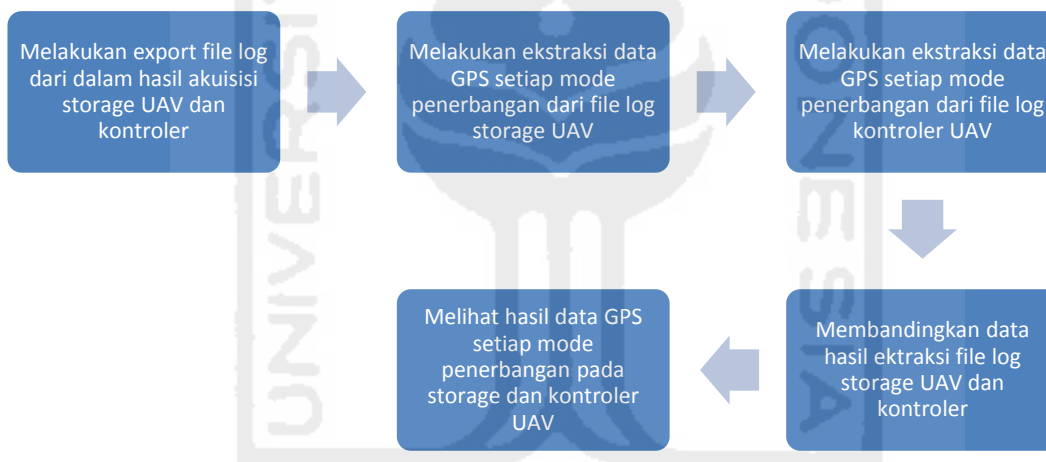 Melakukan export file log
dari dalam hasil akuisisi
storage UAV dan
kontroler
Melakukan ekstraksi data
GPS setiap mode
penerbangan dari file log
storage UAV
Melakukan ekstraksi data
GPS setiap mode
penerbangan dari file log
kontroler UAV
Membandingkan data
hasil ektraksi file log
storage UAV dan
kontroler
Melihat hasil data GPS
setiap mode
penerbangan pada
storage dan kontroler
UAV
UNIVERSI
ONESIA